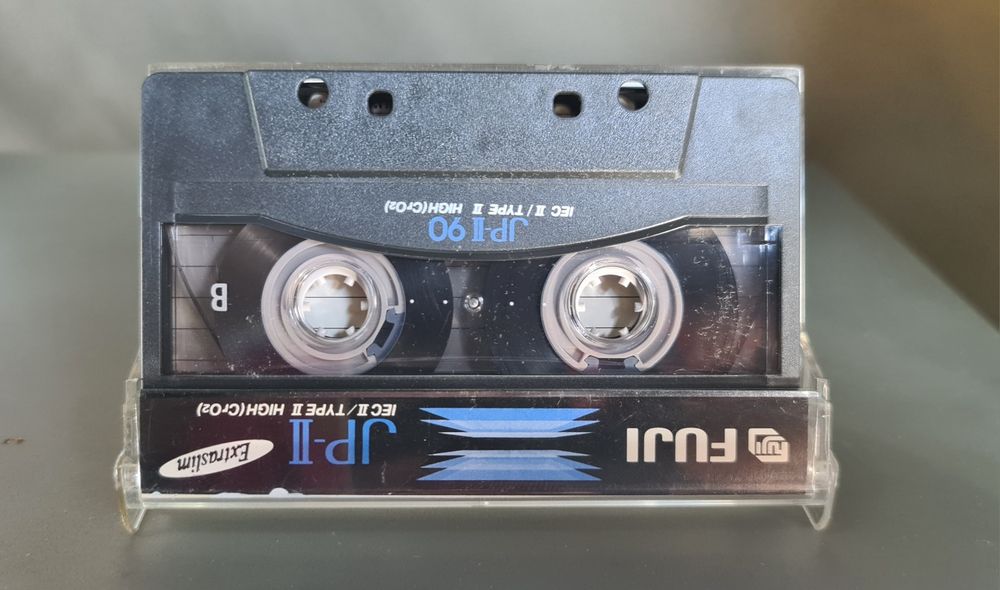 FUJI FUJI
JP-II
Extraslim
IEC II / TYPE II HIGH (CrO2)
B
JP-II 90
IEC II / TYPE II HIGH (CrO2)